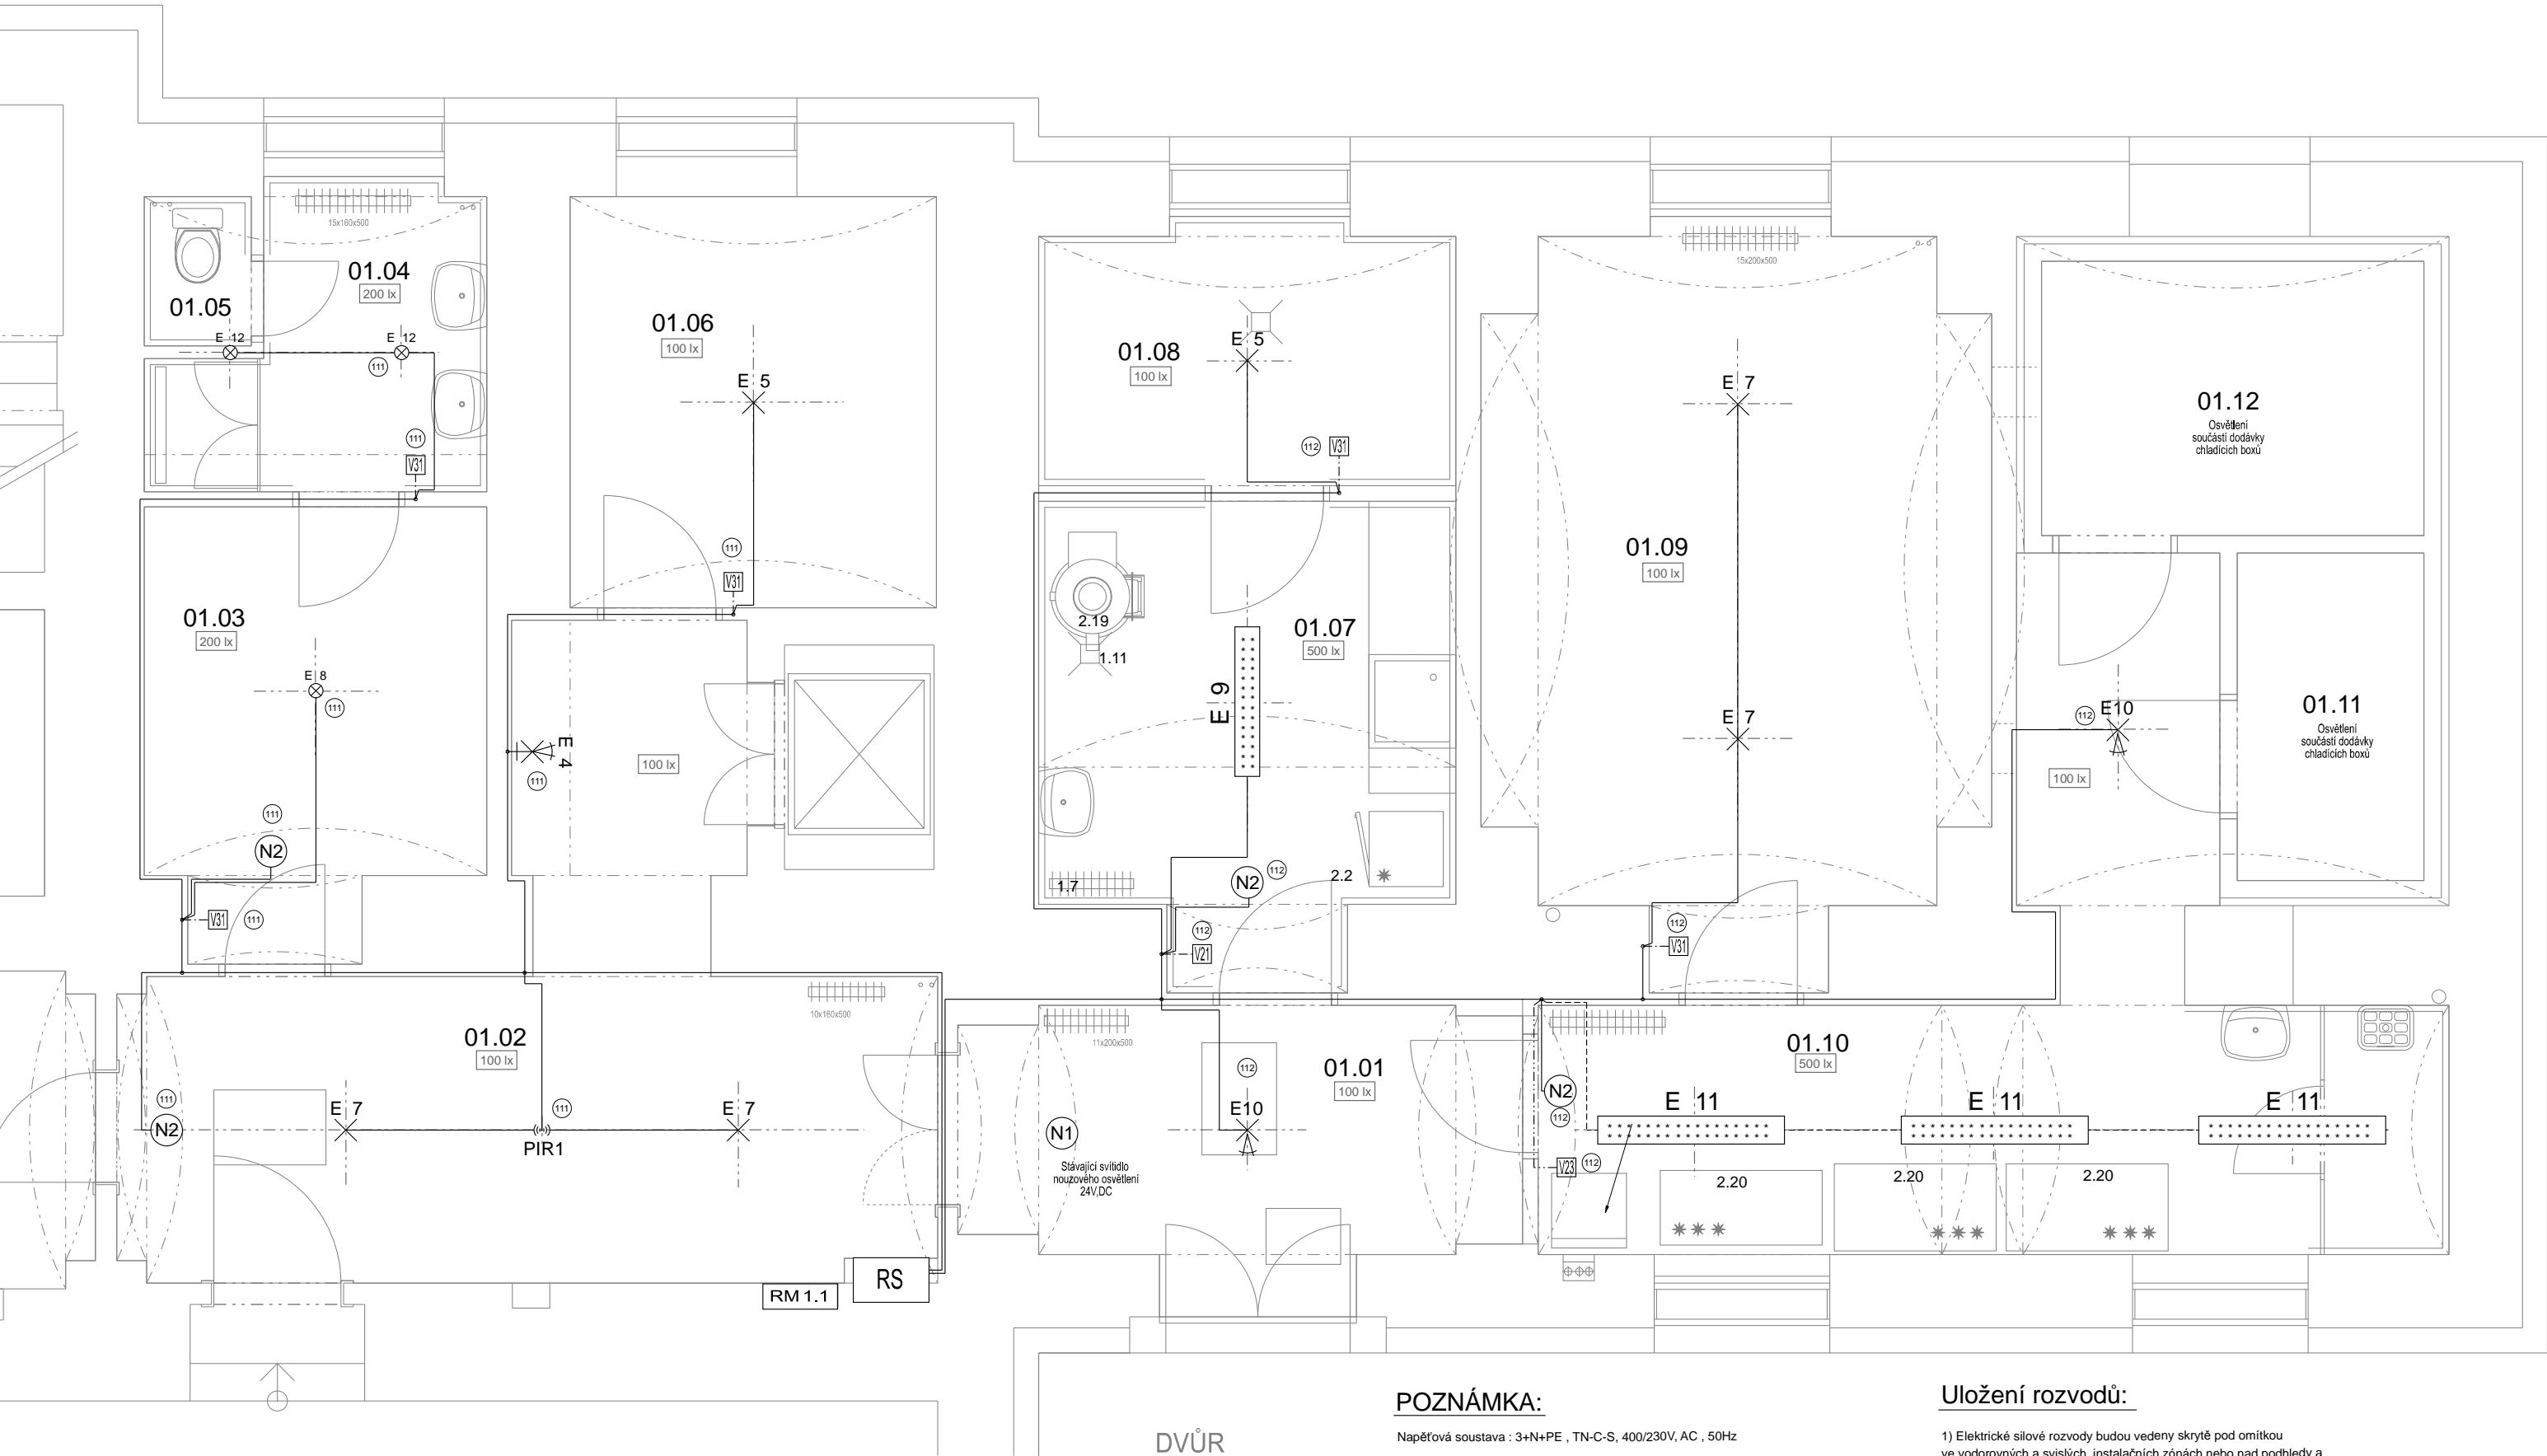 15x160x500
01.04
200 lx
01.05
E 12
E 12
111
111
V31
01.06
100 lx
E 5
111
V31
01.08
100 lx
E 5
112
V31
15x200x500
E 7
01.09
100 lx
E 7
112
V31
01.12
Osvětlení
součástí dodávky
chladících boxů
01.11
Osvětlení
součástí dodávky
chladících boxů
112
E10
100 lx
01.03
200 lx
E 8
111
111
N2
V31
111
E 4
111
100 lx
2.19
1.11
01.07
500 lx
E 9
1.7
N2
112
2.2
112
V21
01.02
100 lx
10x160x500
111
N2
E 7
111
PIR1
E 7
RM 1.1
RS
11x200x500
01.01
100 lx
112
E10
N1
Stávající svítidlo
nouzového osvětlení
24V,DC
01.10
500 lx
N2
112
E 11
E 11
E 11
V23
112
2.20
2.20
2.20
DVŮR
POZNÁMKA:
Napěťová soustava : 3+N+PE , TN-C-S, 400/230V, AC , 50Hz
Uložení rozvodů:
1) Elektrické silové rozvody budou vedeny skrytě pod omítkou
ve vodorovných a svislých instalačních zónách nebo nad podhledy a